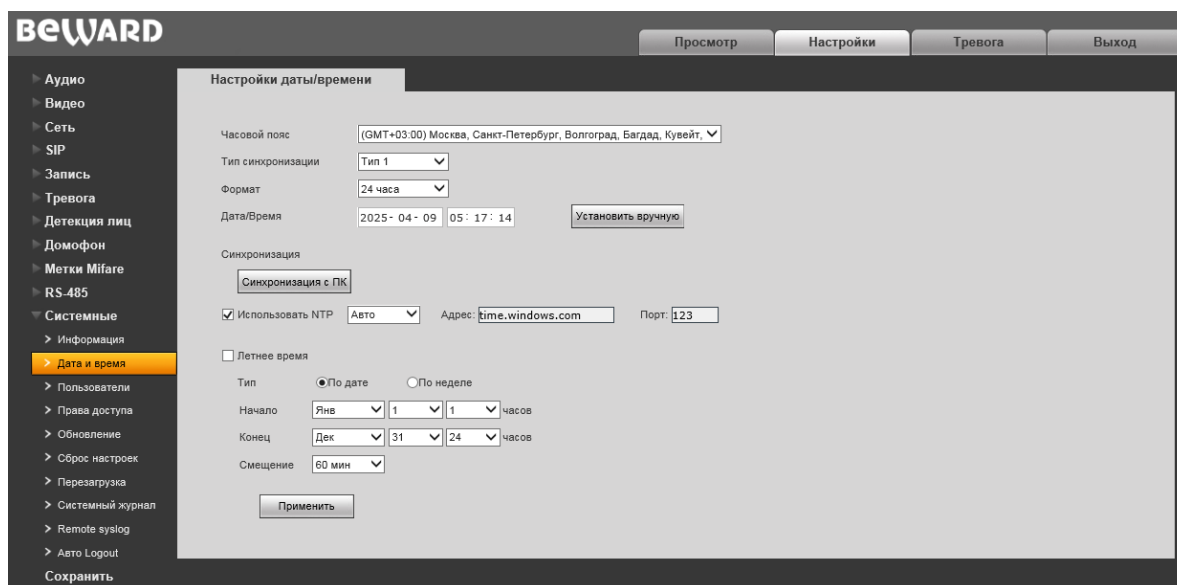 BEWARD
Просмотр Настройки Тревога Выход
Аудио
Видео
Сеть
SIP
Запись
Тревога
Детекция лиц
Домофон
Метки Mifare
RS-485
Системные
Информация
Дата и время
Пользователи
Права доступа
Обновление
Сброс настроек
Перезагрузка
Системный журнал
Remote syslog
Авто Logout
Сохранить
Настройки даты/времени
Часовой пояс (GMT+03:00) Москва, Санкт-Петербург, Волгоград, Багдад, Кувейт,
Тип синхронизации Тип 1
Формат 24 часа
Дата/Время 2025- 04- 09 05: 17: 14 Установить вручную
Синхронизация
Синхронизация с ПК
Использовать NTP Авто Адрес: time.windows.com Порт: 123
Летнее время
Тип По дате По неделе
Начало Янв 1 1 часов
Конец Дек 31 24 часов
Смещение 60 мин
Применить